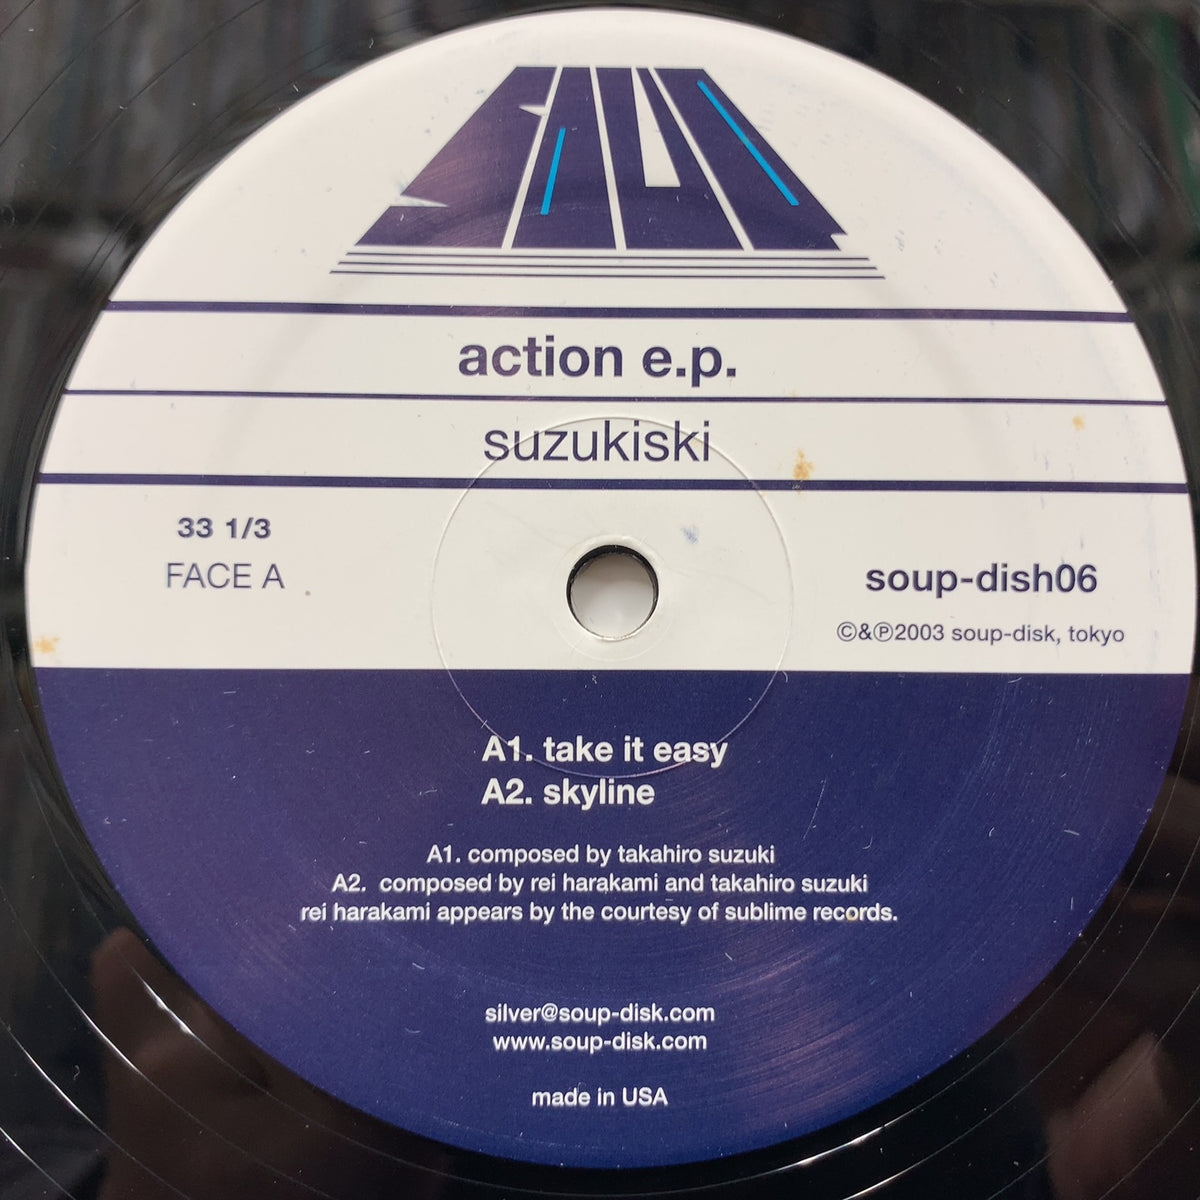 action e.p.
suzukiski
33 1/3
FACE A
soup-dish06
©&℗2003 soup-disk, tokyo
A1. take it easy
A2. skyline
A1. composed by takahiro suzuki
A2. composed by rei harakami and takahiro suzuki
rei harakami appears by the courtesy of sublime records.
silver@soup-disk.com
www.soup-disk.com
made in USA